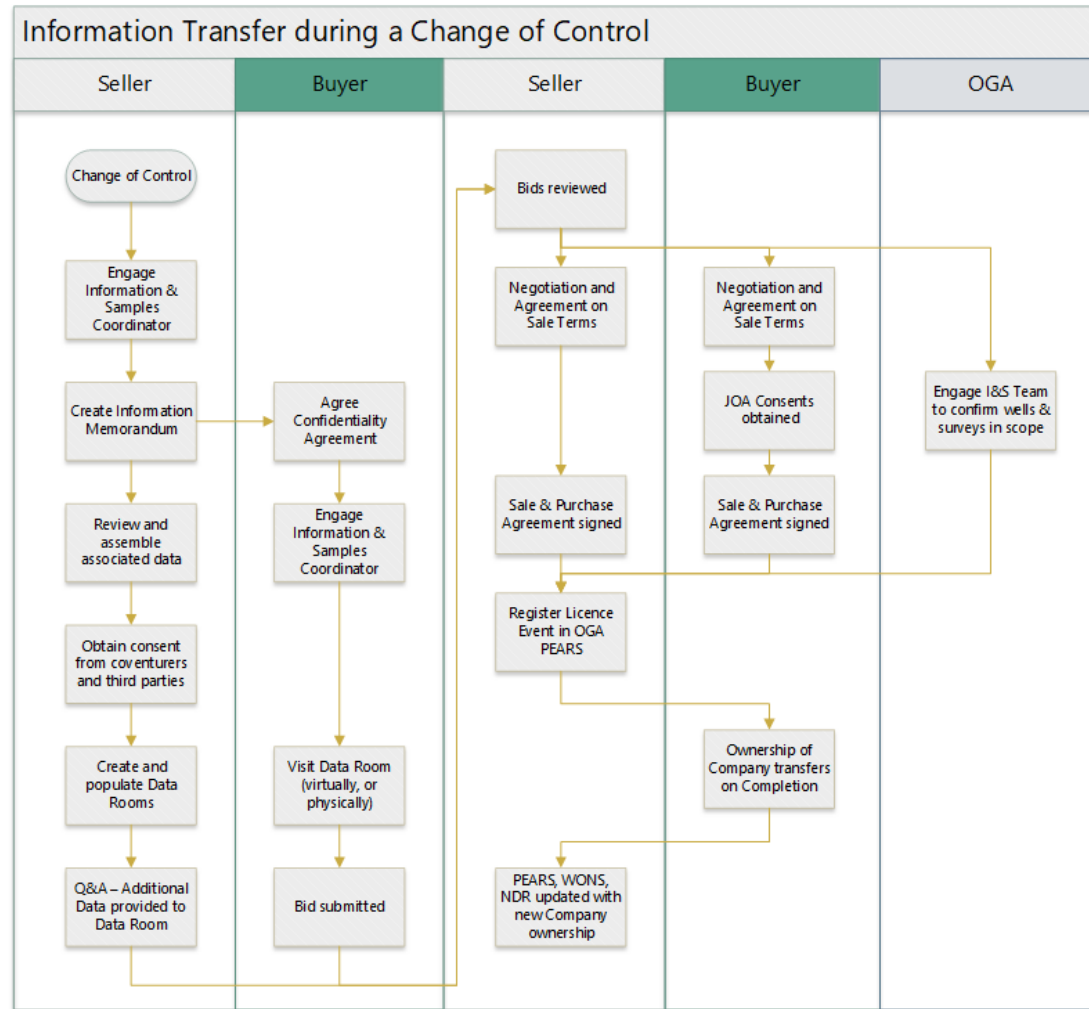 Information Transfer during a Change of Control
Seller
Buyer
Seller
Buyer
OGA
Change of Control
Engage
Information &
Samples
Coordinator
Create Information
Memorandum
Review and
assemble
associated data
Obtain consent
from coventurers
and third parties
Create and
populate Data
Rooms
Q&A – Additional
Data provided to
Data Room
Agree
Confidentiality
Agreement
Engage
Information &
Samples
Coordinator
Visit Data Room
(virtually, or
physically)
Bid submitted
Bids reviewed
Negotiation and
Agreement on
Sale Terms
Sale & Purchase
Agreement signed
Register Licence
Event in OGA
PEARS
PEARS, WONS,
NDR updated with
new Company
ownership
Negotiation and
Agreement on
Sale Terms
JOA Consents
obtained
Sale & Purchase
Agreement signed
Ownership of
Company transfers
on Completion
Engage I&S Team
to confirm wells &
surveys in scope